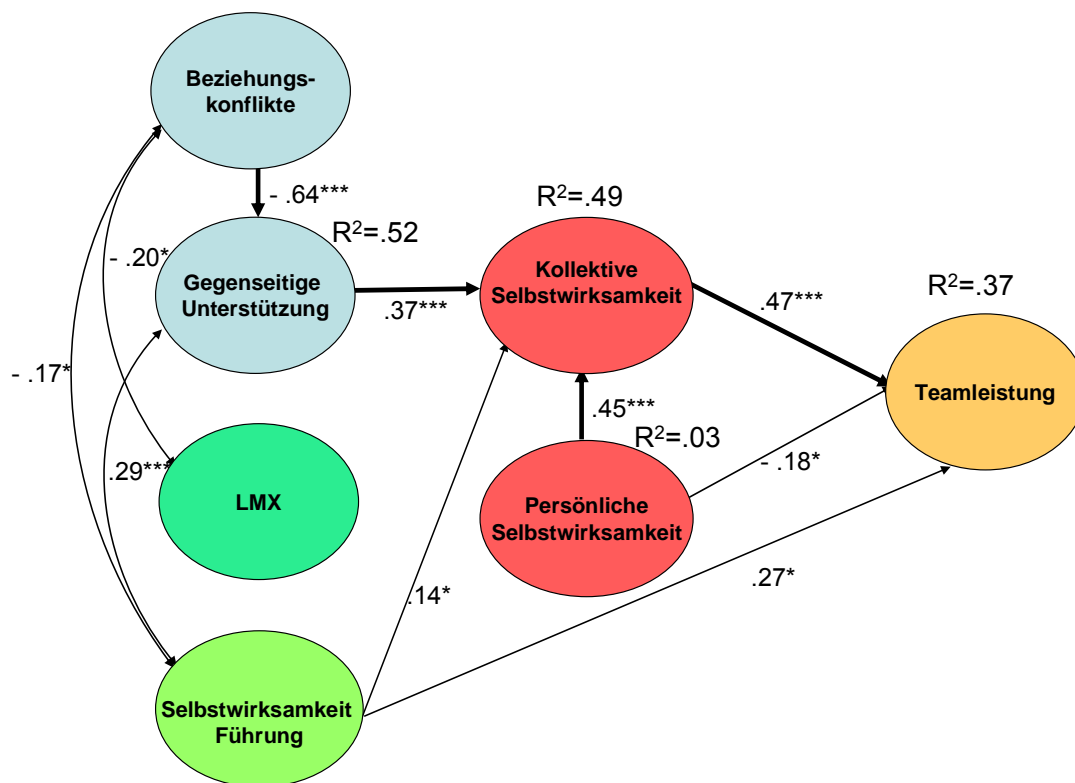 Beziehungs-
konflikte
- .64***
R²=.49
R²=.52
- .20*
Gegenseitige
Unterstützung
.37***
Kollektive
Selbstwirksamkeit
.47***
R²=.37
- .17*
.45***
Teamleistung
R²=.03
- .18*
.29***
LMX
Persönliche
Selbstwirksamkeit
.27*
.14*
Selbstwirksamkeit
Führung